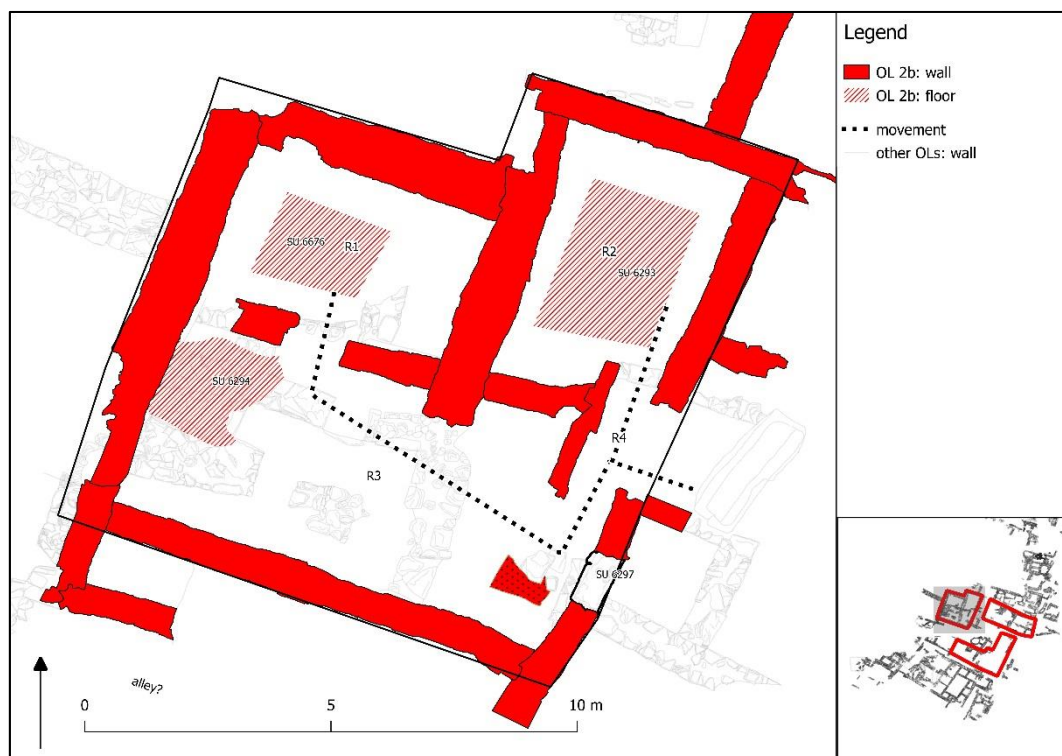 Legend
OL 2b: wall
OL 2b: floor
movement
other OLs: wall
SU 6676
R1
R2
SU 6293
SU 6294
R3
R4
SU 6297
alley?
0
5
10 m